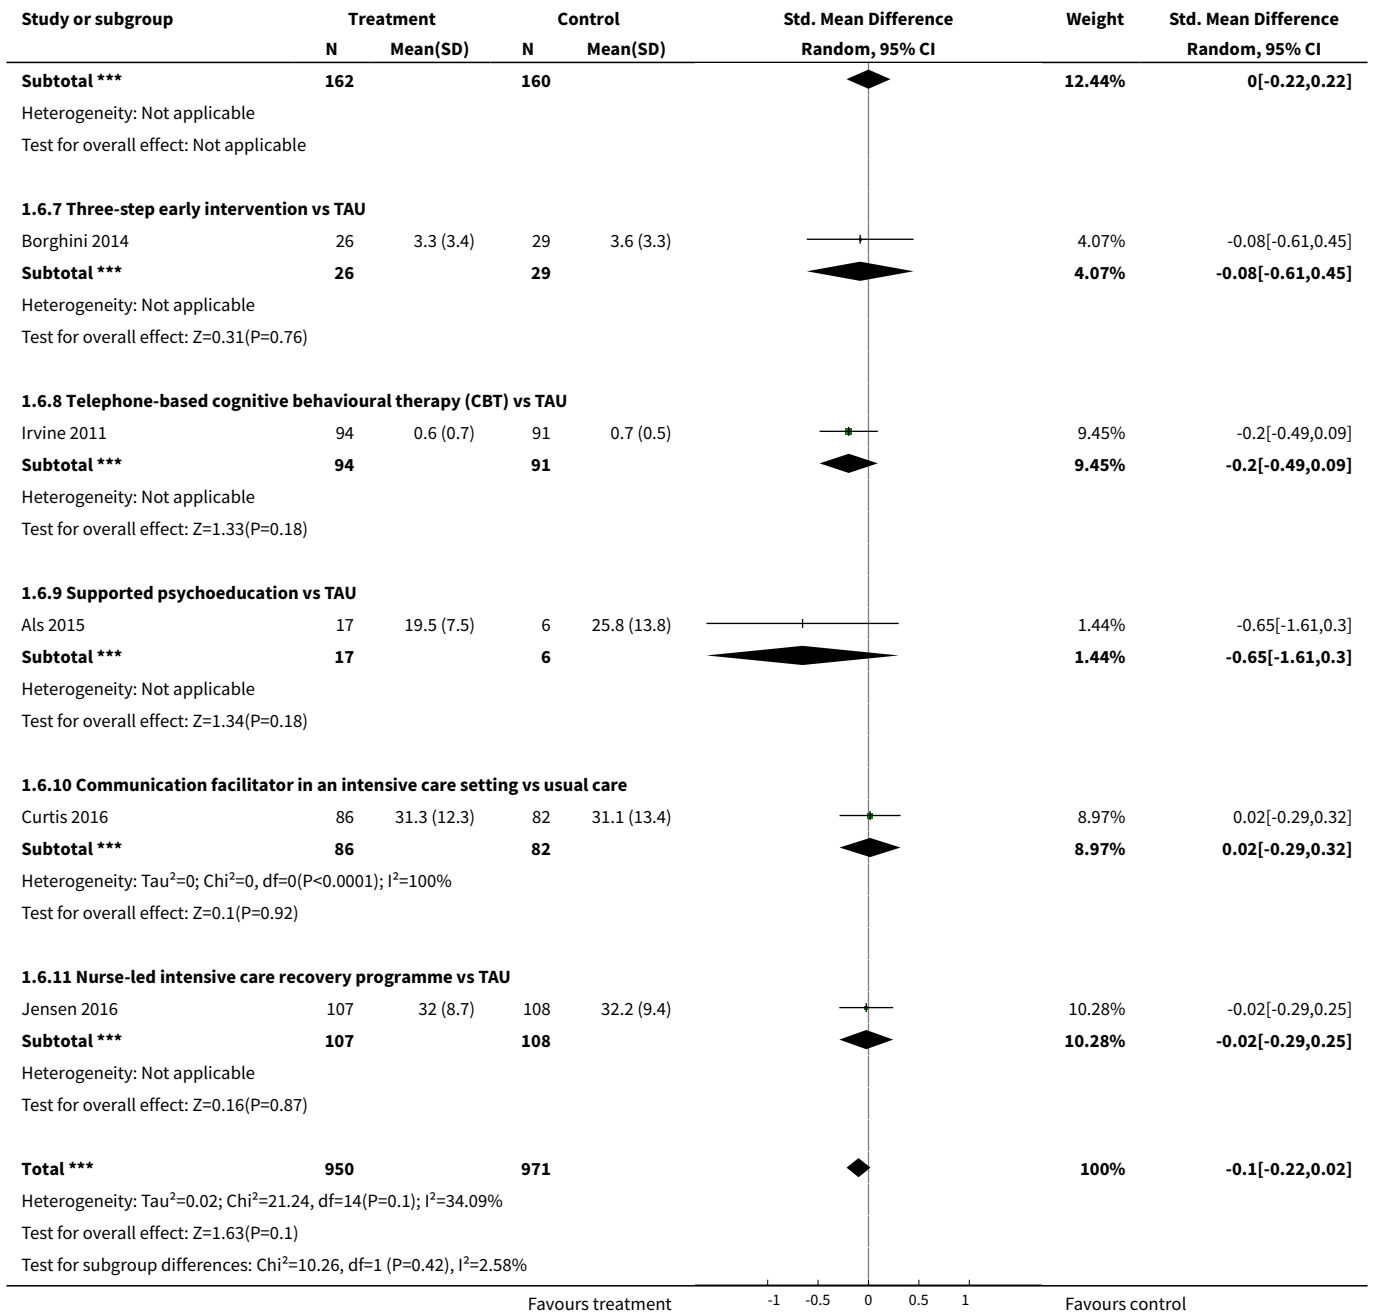 Study or subgroup Treatment Control Std. Mean Difference Weight Std. Mean Difference
N Mean(SD) N Mean(SD) Random, 95% CI Random, 95% CI
Subtotal *** 162 160 12.44% 0[-0.22,0.22]
Heterogeneity: Not applicable
Test for overall effect: Not applicable
1.6.7 Three-step early intervention vs TAU
Borghini 2014 26 3.3 (3.4) 29 3.6 (3.3) 4.07% -0.08[-0.61,0.45]
Subtotal *** 26 29 4.07% -0.08[-0.61,0.45]
Heterogeneity: Not applicable
Test for overall effect: Z=0.31(P=0.76)
1.6.8 Telephone-based cognitive behavioural therapy (CBT) vs TAU
Irvine 2011 94 0.6 (0.7) 91 0.7 (0.5) 9.45% -0.2[-0.49,0.09]
Subtotal *** 94 91 9.45% -0.2[-0.49,0.09]
Heterogeneity: Not applicable
Test for overall effect: Z=1.33(P=0.18)
1.6.9 Supported psychoeducation vs TAU
Als 2015 17 19.5 (7.5) 6 25.8 (13.8) 1.44% -0.65[-1.61,0.3]
Subtotal *** 17 6 1.44% -0.65[-1.61,0.3]
Heterogeneity: Not applicable
Test for overall effect: Z=1.34(P=0.18)
1.6.10 Communication facilitator in an intensive care setting vs usual care
Curtis 2016 86 31.3 (12.3) 82 31.1 (13.4) 8.97% 0.02[-0.29,0.32]
Subtotal *** 86 82 8.97% 0.02[-0.29,0.32]
Heterogeneity: Tau²=0; Chi²=0, df=0(P<0.0001); I²=100%
Test for overall effect: Z=0.1(P=0.92)
1.6.11 Nurse-led intensive care recovery programme vs TAU
Jensen 2016 107 32 (8.7) 108 32.2 (9.4) 10.28% -0.02[-0.29,0.25]
Subtotal *** 107 108 10.28% -0.02[-0.29,0.25]
Heterogeneity: Not applicable
Test for overall effect: Z=0.16(P=0.87)
Total *** 950 971 100% -0.1[-0.22,0.02]
Heterogeneity: Tau²=0.02; Chi²=21.24, df=14(P=0.1); I²=34.09%
Test for overall effect: Z=1.63(P=0.1)
Test for subgroup differences: Chi²=10.26, df=1 (P=0.42), I²=2.58%
Favours treatment -1 -0.5 0 0.5 1 Favours control